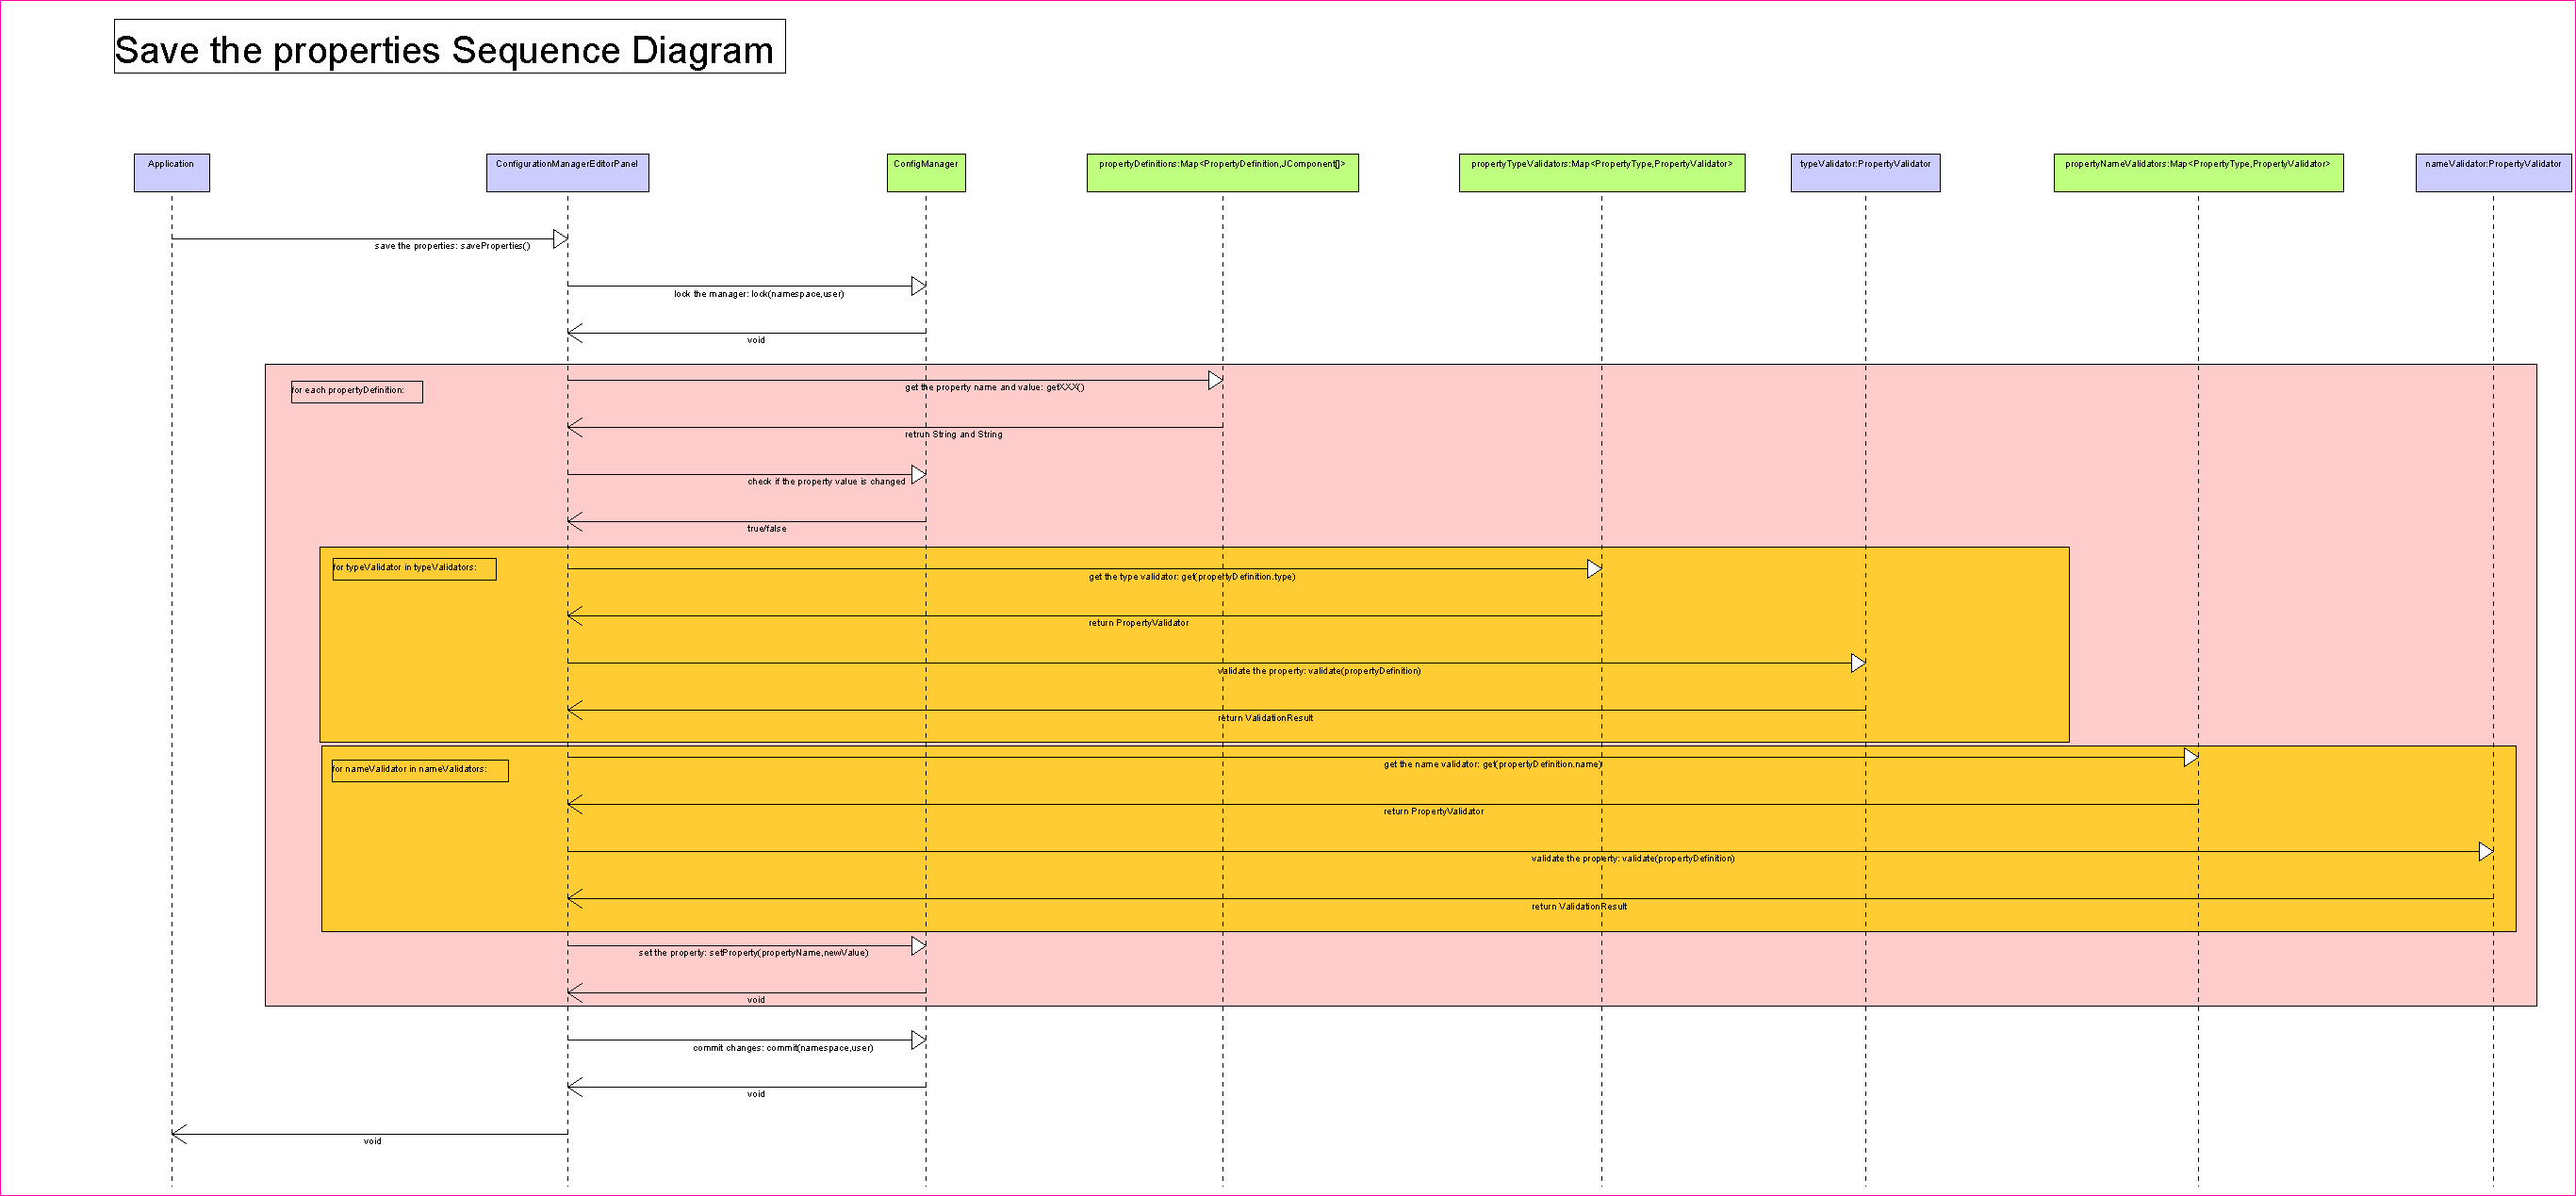 Save the properties Sequence Diagram
Application
ConfigurationManagerEditorPanel
ConfigManager
propertyDefinitions:Map<PropertyDefinition,JComponent[]>
propertyTypeValidators:Map<PropertyType,PropertyValidator>
typeValidator:PropertyValidator
propertyNameValidators:Map<PropertyType,PropertyValidator>
nameValidator:PropertyValidator
save the properties: saveProperties()
lock the manager: lock(namespace,user)
void
for each propertyDefinition:
get the property name and value: getXXX()
retrun String and String
check if the property value is changed
true/false
for typeValidator in typeValidators:
get the type validator: get(propertyDefinition.type)
return PropertyValidator
validate the property: validate(propertyDefinition)
return ValidationResult
for nameValidator in nameValidators:
get the name validator: get(propertyDefinition.name)
return PropertyValidator
validate the property: validate(propertyDefinition)
return ValidationResult
set the property: setProperty(propertyName,newValue)
void
commit changes: commit(namespace,user)
void
void